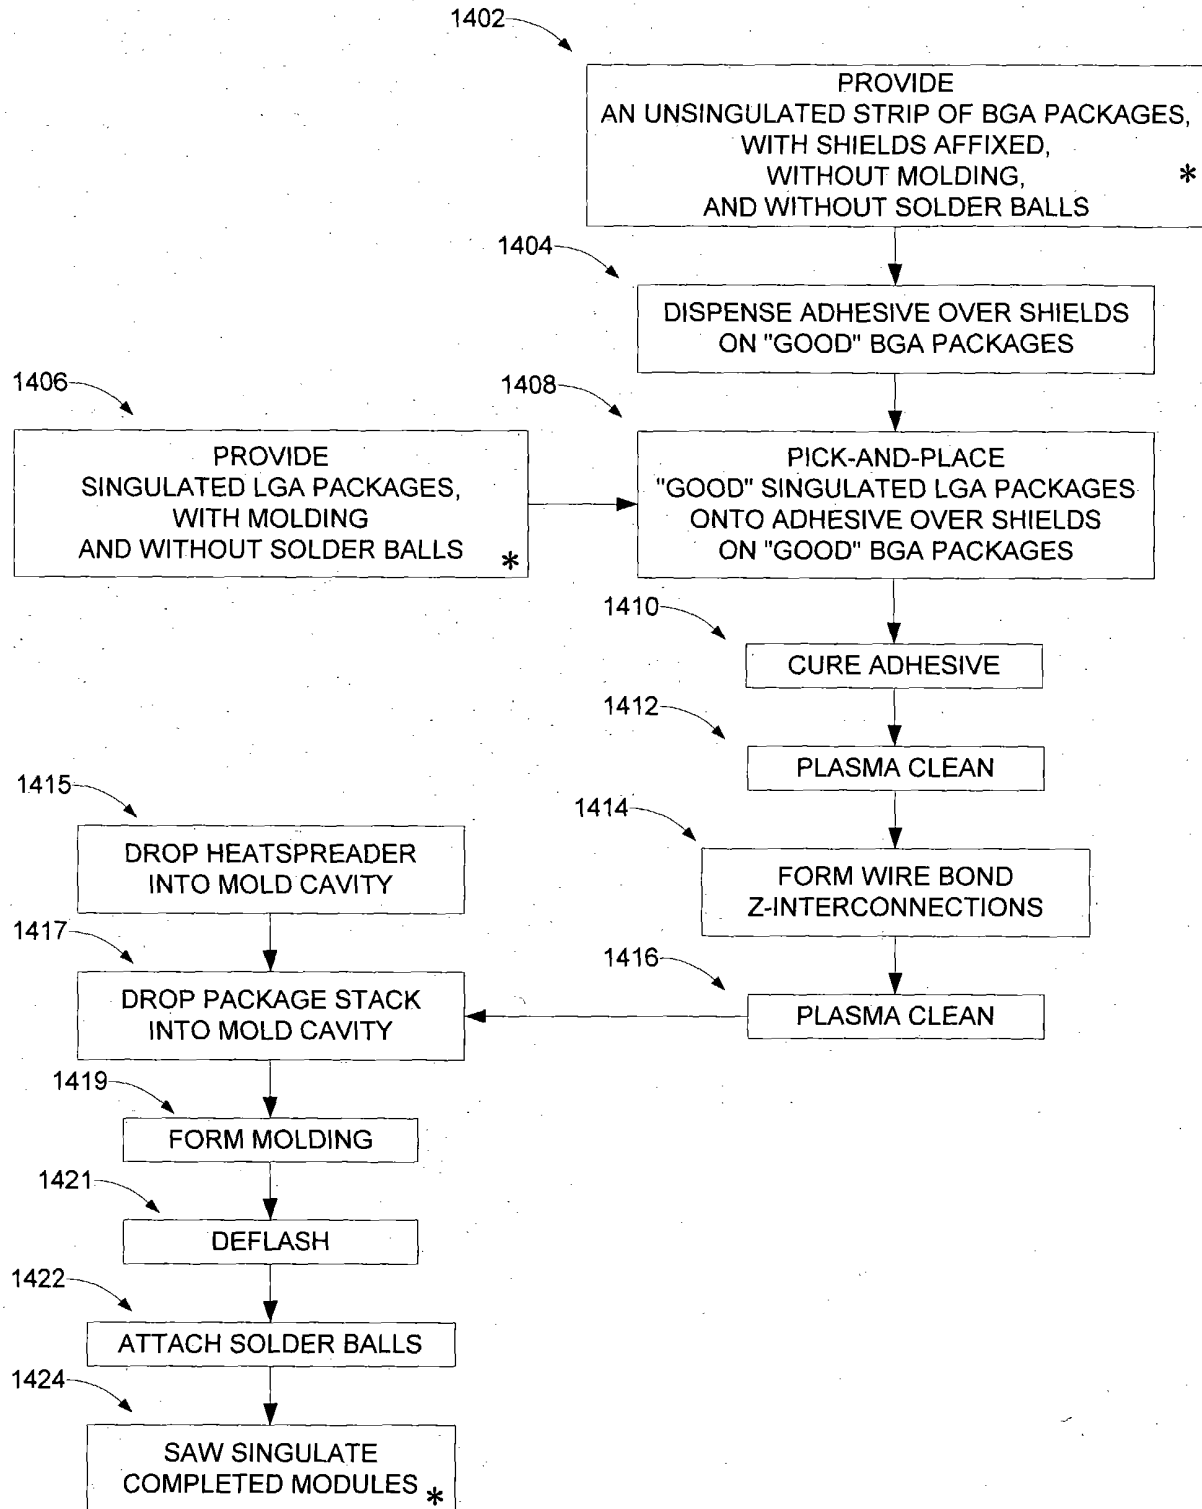 1402
PROVIDE
AN UNSINGULATED STRIP OF BGA PACKAGES,
WITH SHIELDS AFFIXED,
WITHOUT MOLDING,
AND WITHOUT SOLDER BALLS
*
1404
DISPENSE ADHESIVE OVER SHIELDS
ON "GOOD" BGA PACKAGES
1406
PROVIDE
SINGULATED LGA PACKAGES,
WITH MOLDING
AND WITHOUT SOLDER BALLS
*
1408
PICK-AND-PLACE
"GOOD" SINGULATED LGA PACKAGES
ONTO ADHESIVE OVER SHIELDS
ON "GOOD" BGA PACKAGES
1410
CURE ADHESIVE
1412
PLASMA CLEAN
1414
FORM WIRE BOND
Z-INTERCONNECTIONS
1416
PLASMA CLEAN
1415
DROP HEATSPREADER
INTO MOLD CAVITY
1417
DROP PACKAGE STACK
INTO MOLD CAVITY
1419
FORM MOLDING
1421
DEFLASH
1422
ATTACH SOLDER BALLS
1424
SAW SINGULATE
COMPLETED MODULES *